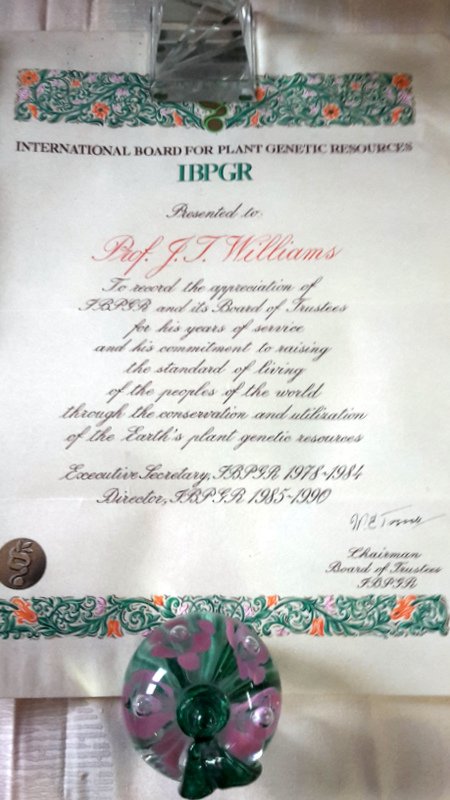 INTERNATIONAL BOARD FOR PLANT GENETIC RESOURCES
IBPGR
Presented to:
Prof. J.T. Williams
To record the appreciation of
IBPGR and its Board of Trustees
for his years of service
and his commitment to raising
the standard of living
of the peoples of the world
through the conservation and utilization
of the Earth's plant genetic resources
Executive Secretary, IBPGR 1978-1984
Director, IBPGR 1985-1990
Chairman
Board of Trustees
IBPGR